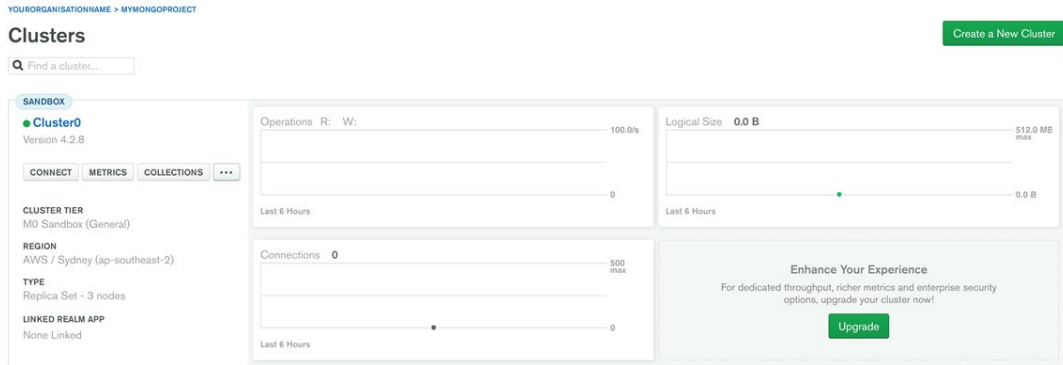 YOURORGANISATIONNAME > MYMONGOPROJECT
Clusters
Create a New Cluster
Find a cluster...
SANDBOX
Cluster0
Version 4.2.8
CONNECT METRICS COLLECTIONS ...
CLUSTER TIER
M0 Sandbox (General)
REGION
AWS / Sydney (ap-southeast-2)
TYPE
Replica Set - 3 nodes
LINKED REALM APP
None Linked
Operations R: W:
100.0/s
0
Last 6 Hours
Logical Size 0.0 B
512.0 MB
max
0.0 B
Last 6 Hours
Connections 0
500
max
0
Last 6 Hours
Enhance Your Experience
For dedicated throughput, richer metrics and enterprise security
options, upgrade your cluster now!
Upgrade